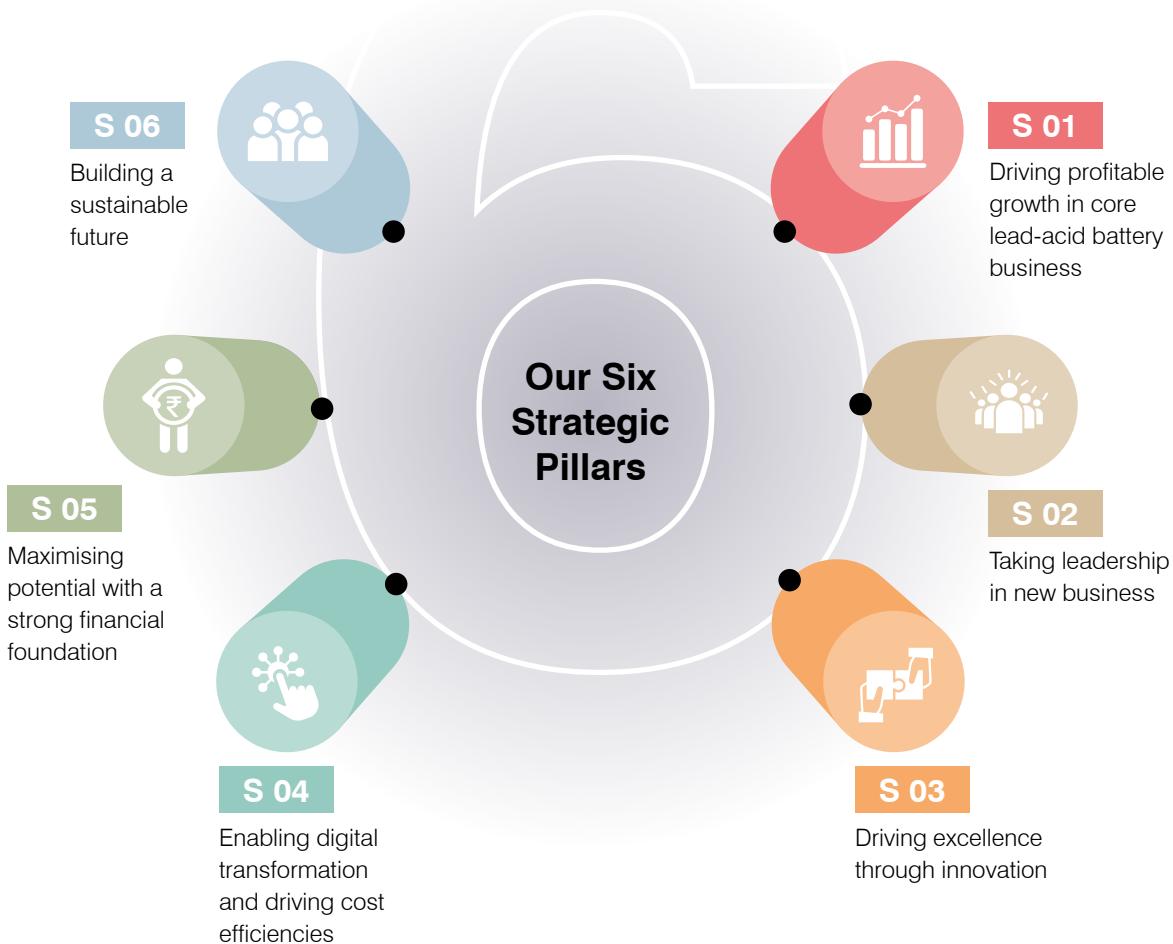 Our Six
Strategic
Pillars
S 01
Driving profitable
growth in core
lead-acid battery
business
S 02
Taking leadership
in new business
S 03
Driving excellence
through innovation
S 04
Enabling digital
transformation
and driving cost
efficiencies
S 05
₹
Maximising
potential with a
strong financial
foundation
S 06
Building a
sustainable
future